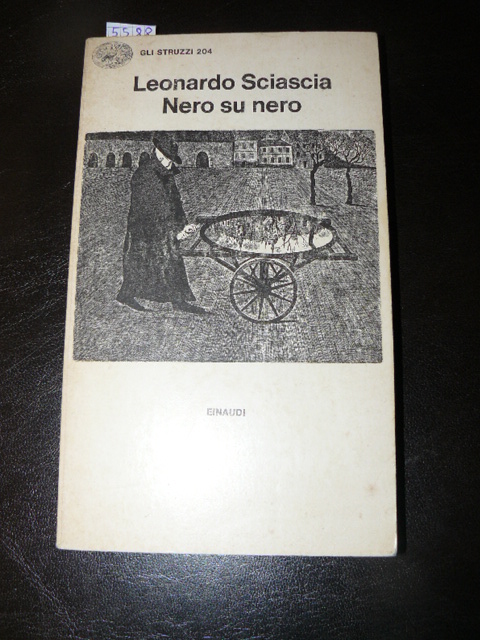 5588
GLI STRUZZI 204
Leonardo Sciascia
Nero su nero
EINAUDI